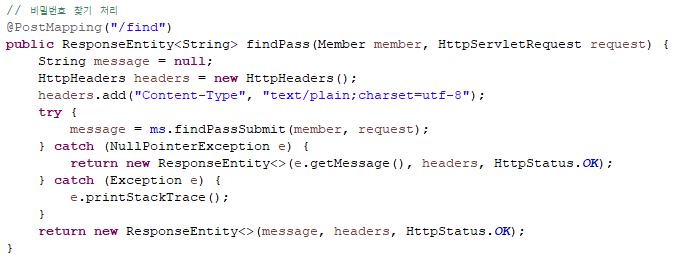 // 비밀번호 찾기 처리
@PostMapping("/find")
public ResponseEntity<String> findPass(Member member, HttpServletRequest request) {
    String message = null;
    HttpHeaders headers = new HttpHeaders();
    headers.add("Content-Type", "text/plain;charset=utf-8");
    try {
        message = ms.findPassSubmit(member, request);
    } catch (NullPointerException e) {
        return new ResponseEntity<>(e.getMessage(), headers, HttpStatus.OK);
    } catch (Exception e) {
        e.printStackTrace();
    }
    return new ResponseEntity<>(message, headers, HttpStatus.OK);
}